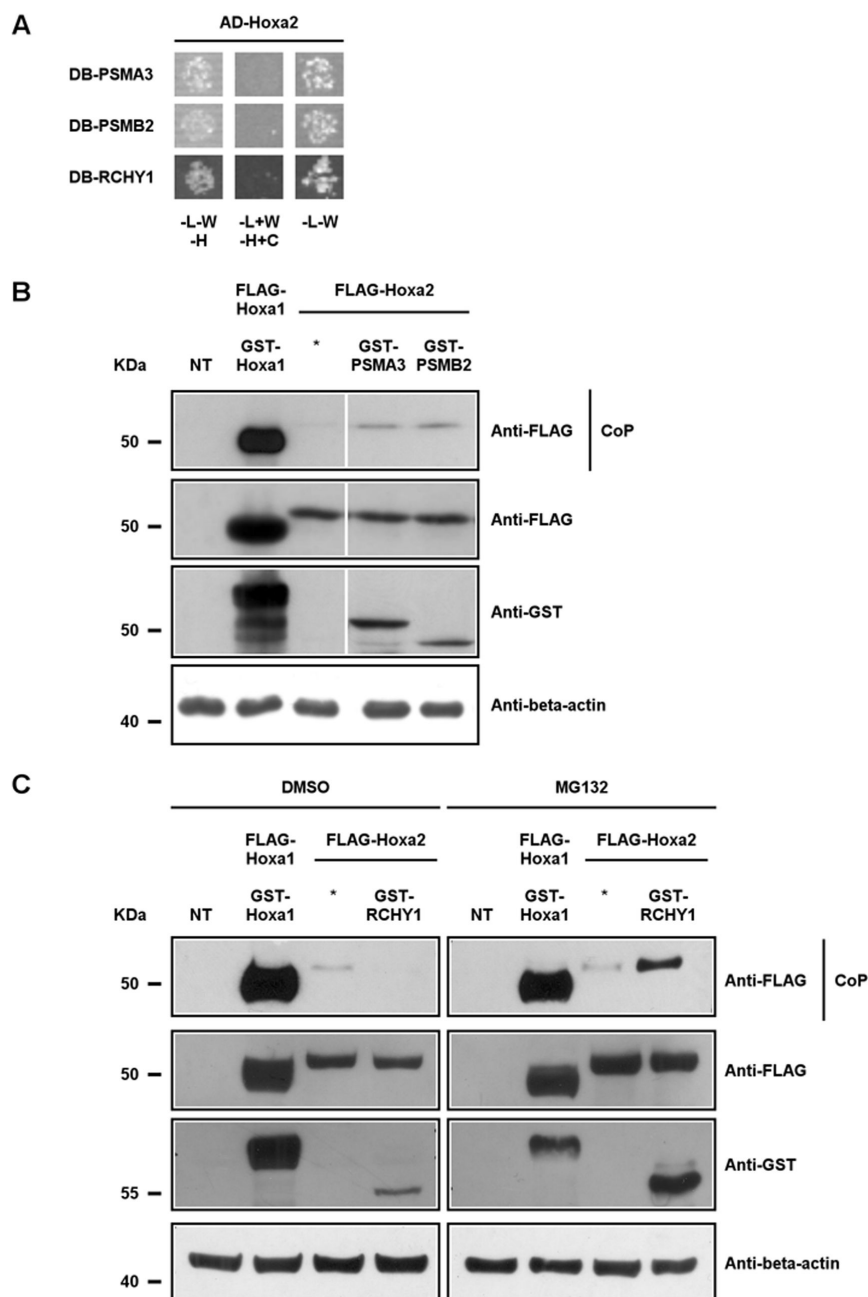 A
AD-Hoxa2
DB-PSMA3
DB-PSMB2
DB-RCHY1
-L-W -L+W -L-W
-H -H+C
B
FLAG- FLAG-Hoxa2
Hoxa1
KDa NT GST- * GST- GST-
Hoxa1 PSMA3 PSMB2
50 Anti-FLAG CoP
50 Anti-FLAG
50 Anti-GST
40 Anti-beta-actin
C
DMSO MG132
FLAG- FLAG-Hoxa2 FLAG- FLAG-Hoxa2
Hoxa1 Hoxa1
KDa NT GST- * GST- NT GST- * GST-
Hoxa1 RCHY1 Hoxa1 RCHY1
50 Anti-FLAG CoP
50 Anti-FLAG
55 Anti-GST
40 Anti-beta-actin